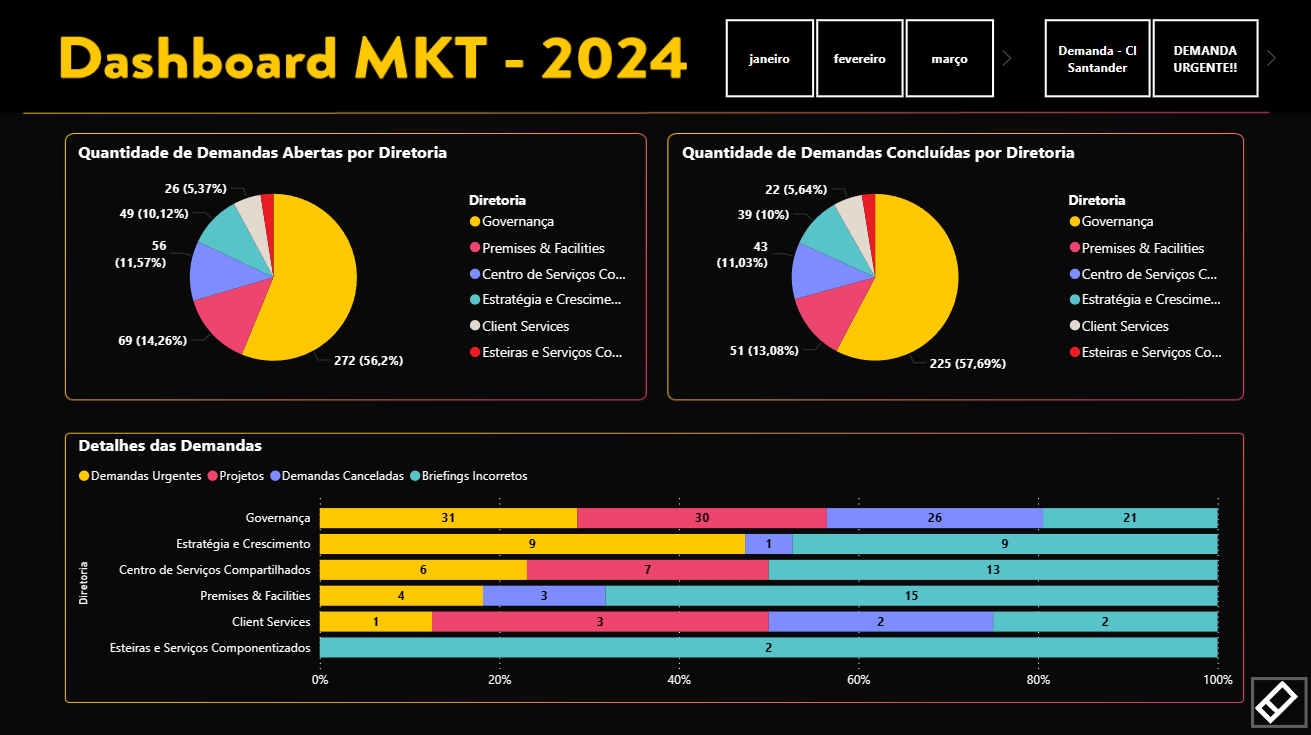 Dashboard MKT - 2024
janeiro
fevereiro
março
Demanda - CI
Santander
DEMANDA
URGENTE!!
Quantidade de Demandas Abertas por Diretoria
26 (5,37%)
49 (10,12%)
56
(11,57%)
69 (14,26%)
272 (56,2%)
Diretoria
Governança
Premises & Facilities
Centro de Serviços Co...
Estratégia e Crescime...
Client Services
Esteiras e Serviços Co...
Quantidade de Demandas Concluídas por Diretoria
22 (5,64%)
39 (10%)
43
(11,03%)
51 (13,08%)
225 (57,69%)
Diretoria
Governança
Premises & Facilities
Centro de Serviços C...
Estratégia e Crescime...
Client Services
Esteiras e Serviços Co...
Detalhes das Demandas
Demandas Urgentes Projetos Demandas Canceladas Briefings Incorretos
Diretoria
Governança 31 30 26 21
Estratégia e Crescimento 9 1 9
Centro de Serviços Compartilhados 6 7 13
Premises & Facilities 4 3 15
Client Services 1 3 2 2
Esteiras e Serviços Componentizados 2
0% 20% 40% 60% 80% 100%